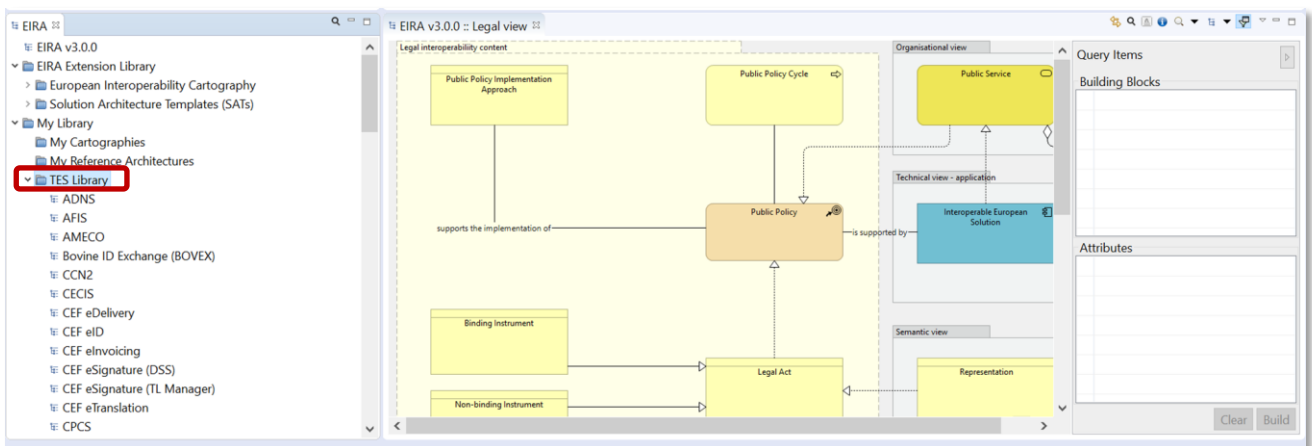 EIRA
EIRA v3.0.0
EIRA Extension Library
European Interoperability Cartography
Solution Architecture Templates (SATs)
My Library
My Cartographies
My Reference Architectures
TES Library
ADNS
AFIS
AMECO
Bovine ID Exchange (BOVEX)
CCN2
CECIS
CEF eDelivery
CEF eID
CEF eInvoicing
CEF eSignature (DSS)
CEF eSignature (TL Manager)
CEF eTranslation
CPCS
EIRA v3.0.0 :: Legal view
Legal interoperability content
Public Policy Implementation
Approach
Public Policy Cycle
Organisational view
Public Service
Technical view - application
Public Policy
Interoperable European
Solution
supports the implementation of
is supported by
Binding Instrument
Semantic view
Legal Act
Representation
Non-binding Instrument
Query Items
Building Blocks
Attributes
Clear
Build